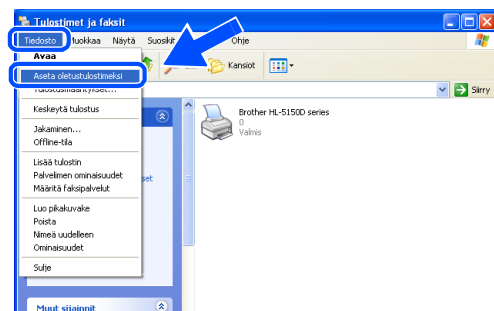 Tulostimet ja faksit
Tiedosto Muokkaa Näytä Suosikit Ohje
Kansiot
Siirry
Avaa
Aseta oletustulostimeksi
Tulostusmääritykset...
Keskeytä tulostus
Jakaminen...
Offline-tila
Lisää tulostin
Palvelimen ominaisuudet
Määritä faksipalvelut
Luo pikakuvake
Poista
Nimeä uudelleen
Ominaisuudet
Sulje
set
Muut sijainnit
Brother HL-5150D series
0
Valmis